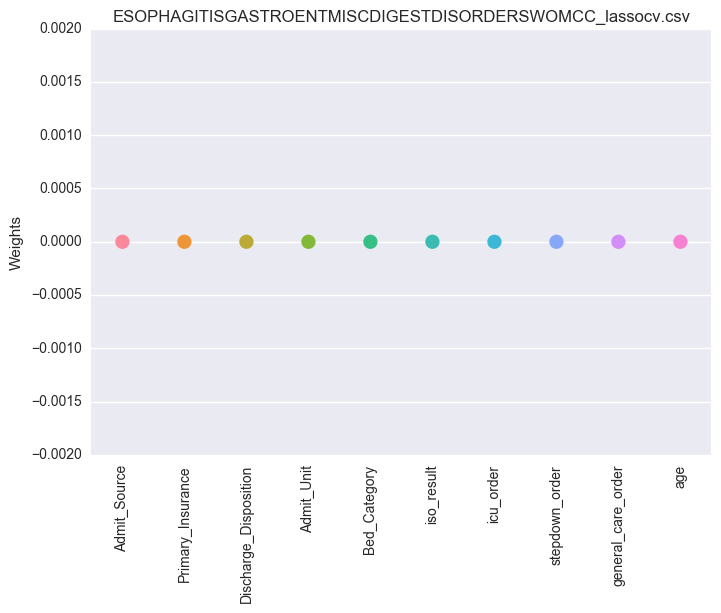 ESOPHAGITISGASTROENTMISCDIGESTDISORDERSWOMCC_lassocv.csv
0.0020
0.0015
0.0010
0.0005
0.0000
−0.0005
−0.0010
−0.0015
−0.0020
Weights
Admit_Source
Primary_Insurance
Discharge_Disposition
Admit_Unit
Bed_Category
iso_result
icu_order
stepdown_order
general_care_order
age